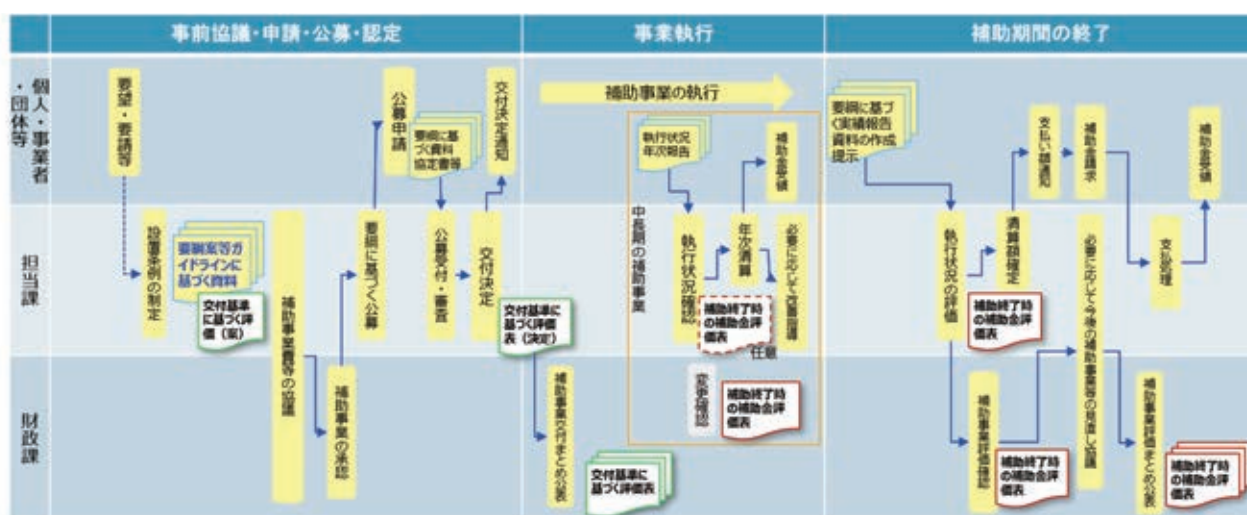 事前協議・申請・公募・認定
事業執行
補助期間の終了
個人・事業者
・団体等
要望・要請等
公募申請
要綱に基
づく資料
協定書等
交付決定通知
補助事業の執行
執行状況
年次報告
補助金受領
要綱に基づ
く実績報告
資料の作成
提示
支払い額通知
補助金請求
補助金受領
担当課
設置条例の制定
要綱案等ガ
イドラインに
基づく資料
交付基準
に基づく評
価(案)
補助事業費等の協議
要綱に基づく公募
公募受付・審査
交付決定
交付基準に
基づく評価
表(決定)
中長期の補助事業
執行状況確認
年次清算
補助終了時
の補助金評
価表
必要に応じて改善指導
任意
執行状況の評価
清算額確定
補助終了時
の補助金評
価表
必要に応じて今後の補助事業等の見直し協議
支払処理
財政課
補助事業の承認
補助事業交付まとめ公表
交付基準に
基づく評価表
変更確認
補助終了時
の補助金評
価表
補助事業評価確認
補助終了時
の補助金評
価表
補助事業評価まとめ公表
補助終了時
の補助金評
価表